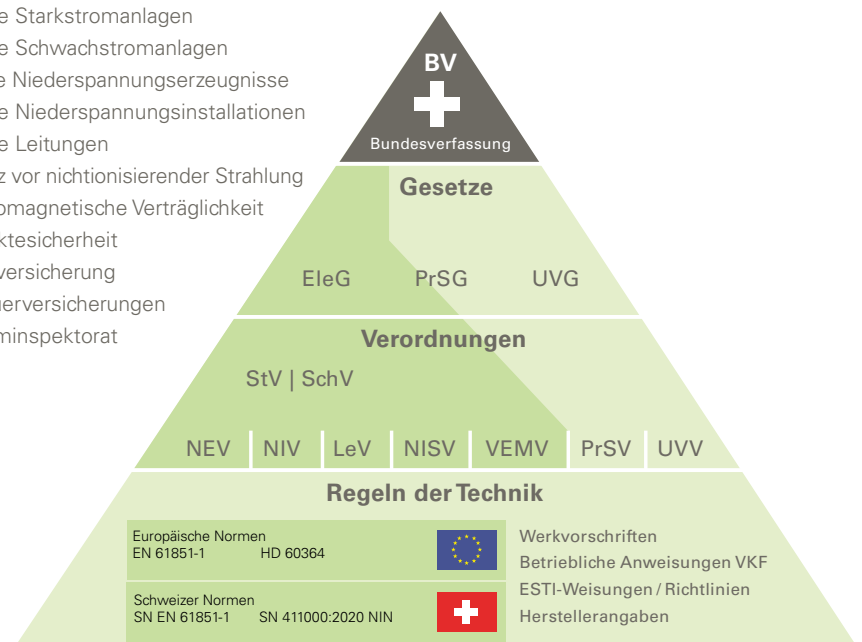 e Starkstromanlagen
e Schwachstromanlagen
e Niederspannungserzeugnisse
e Niederspannungsinstallationen
e Leitungen
z vor nichtionisierender Strahlung
omagnetische Verträglichkeit
ktesicherheit
versicherung
erversicherungen
minspektorat
BV
Bundesverfassung
Gesetze
EleG PrSG UVG
Verordnungen
StV | SchV
NEV NIV LeV NISV VEMV PrSV UVV
Regeln der Technik
Europäische Normen
EN 61851-1 HD 60364
Schweizer Normen
SN EN 61851-1 SN 411000:2020 NIN
Werkvorschriften
Betriebliche Anweisungen VKF
ESTI-Weisungen / Richtlinien
Herstellerangaben